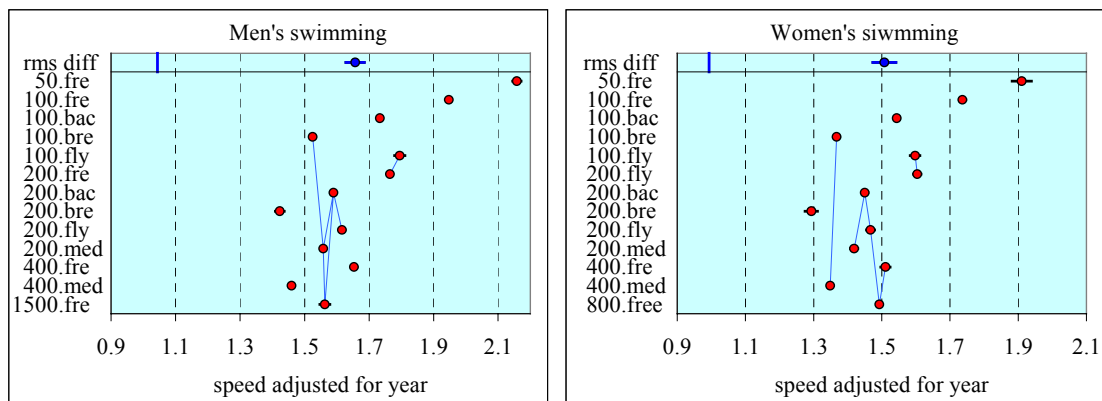 Men's swimming
rms diff
50.fre
100.fre
100.bac
100.bre
100.fly
200.fre
200.bac
200.bre
200.fly
200.med
400.fre
400.med
1500.fre
0.9 1.1 1.3 1.5 1.7 1.9 2.1
speed adjusted for year
Women's siwmming
rms diff
50.fre
100.fre
100.bac
100.bre
100.fly
200.fly
200.bac
200.bre
200.fly
200.med
400.fre
400.med
800.free
0.9 1.1 1.3 1.5 1.7 1.9 2.1
speed adjusted for year